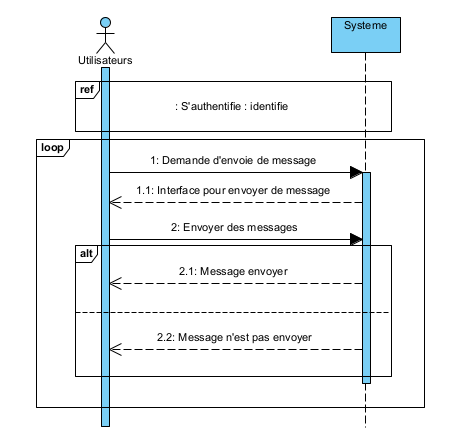 Systeme
Utilisateurs
ref
: S'authentifie : identifie
loop
1: Demande d'envoie de message
1.1: Interface pour envoyer de message
2: Envoyer des messages
alt
2.1: Message envoyer
2.2: Message n'est pas envoyer